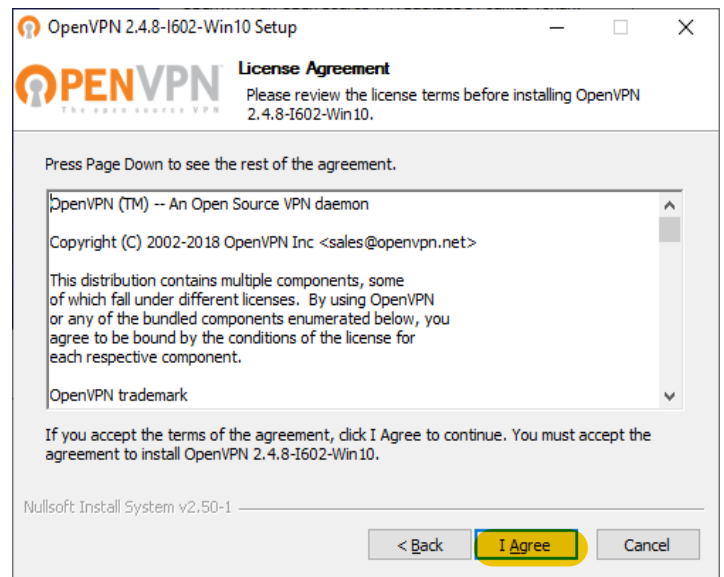 OpenVPN 2.4.8-I602-Win10 Setup
OPENVPN
The open source VPN
License Agreement
Please review the license terms before installing OpenVPN
2.4.8-I602-Win10.
Press Page Down to see the rest of the agreement.
OpenVPN (TM) -- An Open Source VPN daemon
Copyright (C) 2002-2018 OpenVPN Inc <sales@openvpn.net>
This distribution contains multiple components, some
of which fall under different licenses.  By using OpenVPN
or any of the bundled components enumerated below, you
agree to be bound by the conditions of the license for
each respective component.
OpenVPN trademark
If you accept the terms of the agreement, click I Agree to continue. You must accept the
agreement to install OpenVPN 2.4.8-I602-Win10.
Nullsoft Install System v2.50-1
< Back
I Agree
Cancel